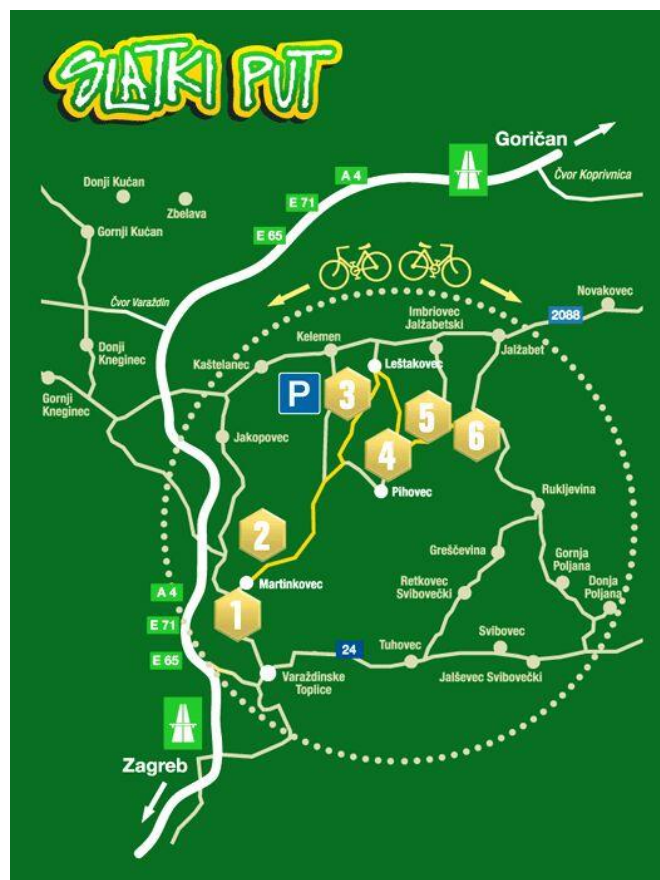 SLATKI PUT
Goričan
Čvor Koprivnica
A 4
E 71
E 65
Donji Kućan
Zbelava
Gornji Kućan
Čvor Varaždin
Novakovec
2088
Imbriovec
Jalžabetski
Kelemen
Jalžabet
Donji
Kneginec
Kaštelanec
Leštakovec
Gornji
Kneginec
P
3
5
6
Jakopovec
4
Pihovec
Rukljevina
2
Greščevina
Gornja
Poljana
Martinkovec
Retkovec
Svibovečki
Donja
Poljana
A 4
1
E 71
Svibovec
24
Tuhovec
E 65
Varaždinske
Toplice
Jalševec Svibovečki
Zagreb